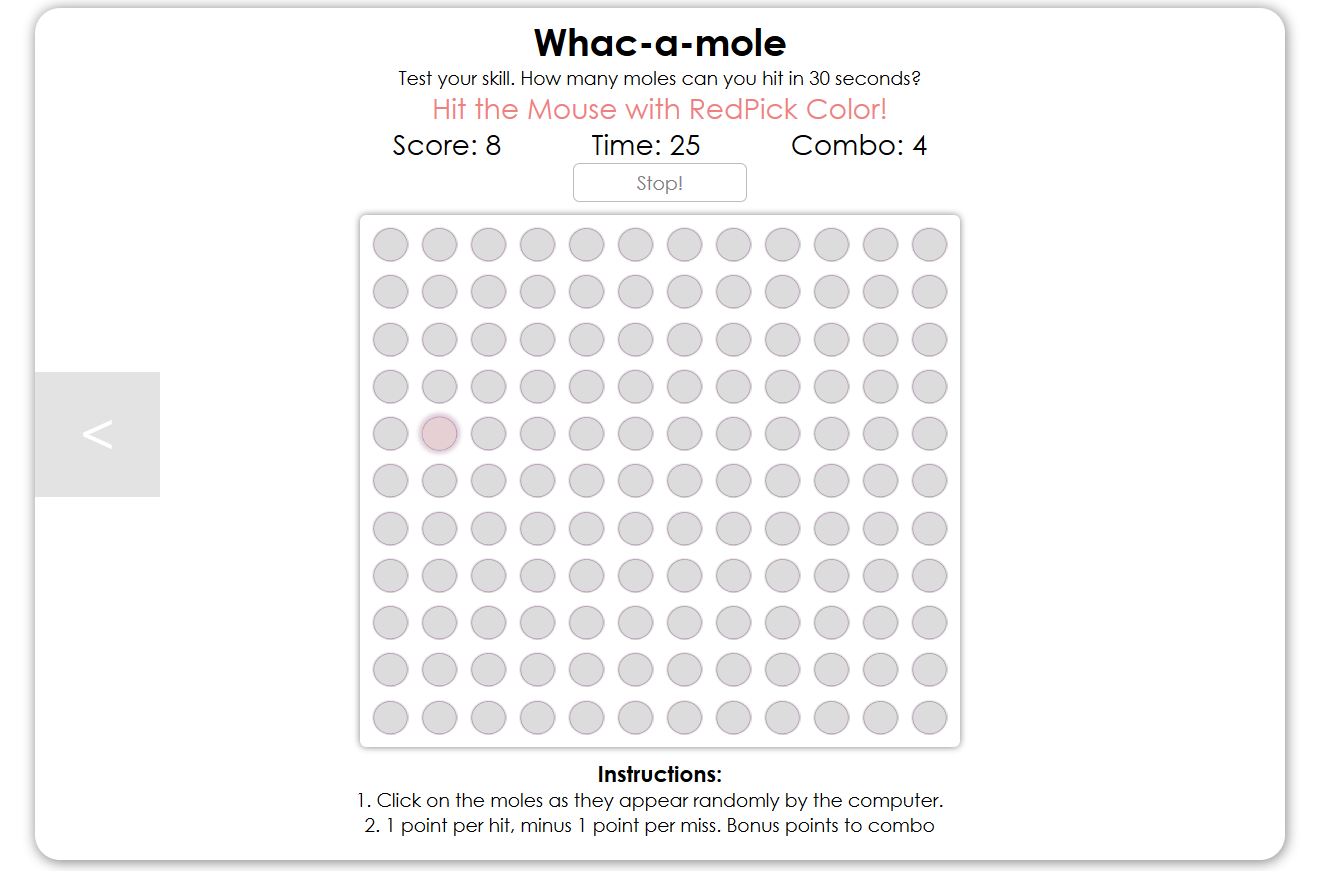 Whac-a-mole
Test your skill. How many moles can you hit in 30 seconds?
Hit the Mouse with RedPick Color!
Score: 8 Time: 25 Combo: 4
Stop!
<
Instructions:
1. Click on the moles as they appear randomly by the computer.
2. 1 point per hit, minus 1 point per miss. Bonus points to combo